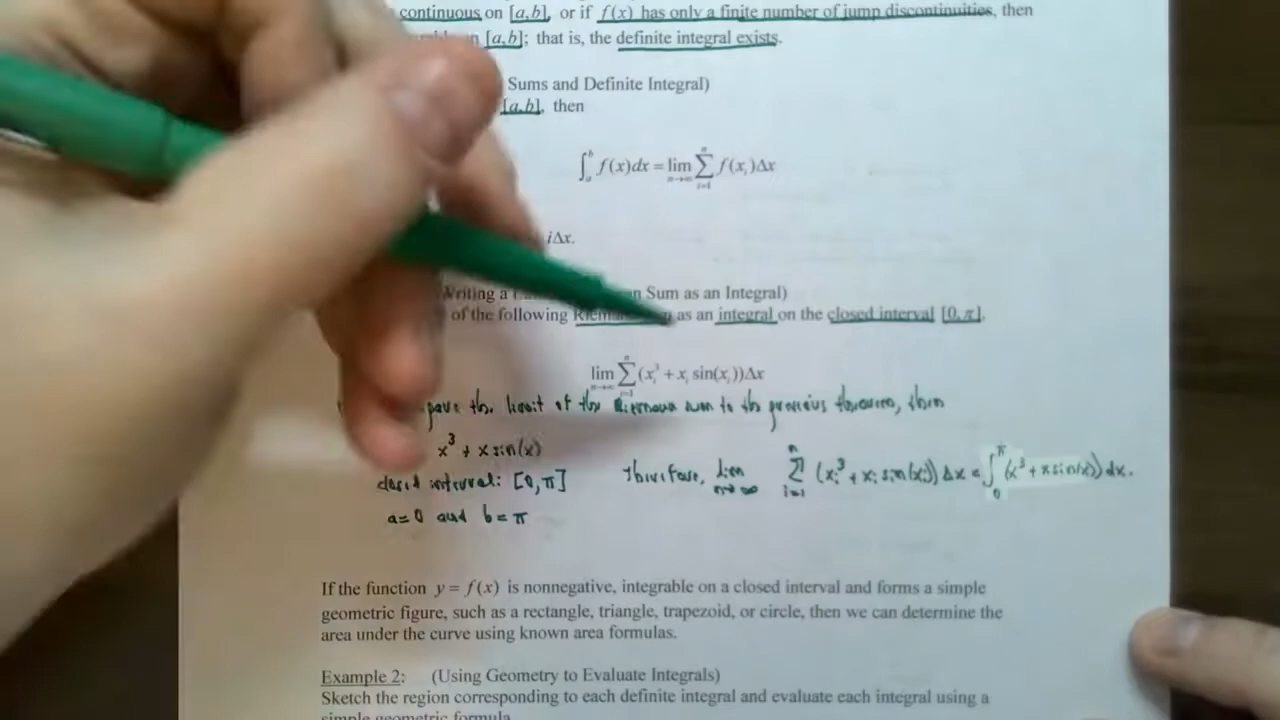 continuous on [a,b], or if f(x) has only a finite number of jump discontinuities, then
[a,b]; that is, the definite integral exists.
Sums and Definite Integral)
[a,b], then
∫_a^b f(x)dx = lim_{n→∞} Σ_{i=1}^n f(x_i)Δx
iΔx.
Writing a Sum as an Integral)
of the following as an integral on the closed interval [0,π].
lim_{n→∞} Σ_{i=1}^n (x_i^3 + x_i sin(x_i))Δx
the limit of the Riemann sum to the previous theorem, then
x^3 + x sin(x)
closed interval: [0,π] Therefore, lim_{n→∞} Σ_{i=1}^n (x_i^3 + x_i sin(x_i)) Δx = ∫_0^π (x^3 + x sin(x)) dx.
a=0 and b=π
If the function y = f(x) is nonnegative, integrable on a closed interval and forms a simple
geometric figure, such as a rectangle, triangle, trapezoid, or circle, then we can determine the
area under the curve using known area formulas.
Example 2: (Using Geometry to Evaluate Integrals)
Sketch the region corresponding to each definite integral and evaluate each integral using a
simple geometric formula.